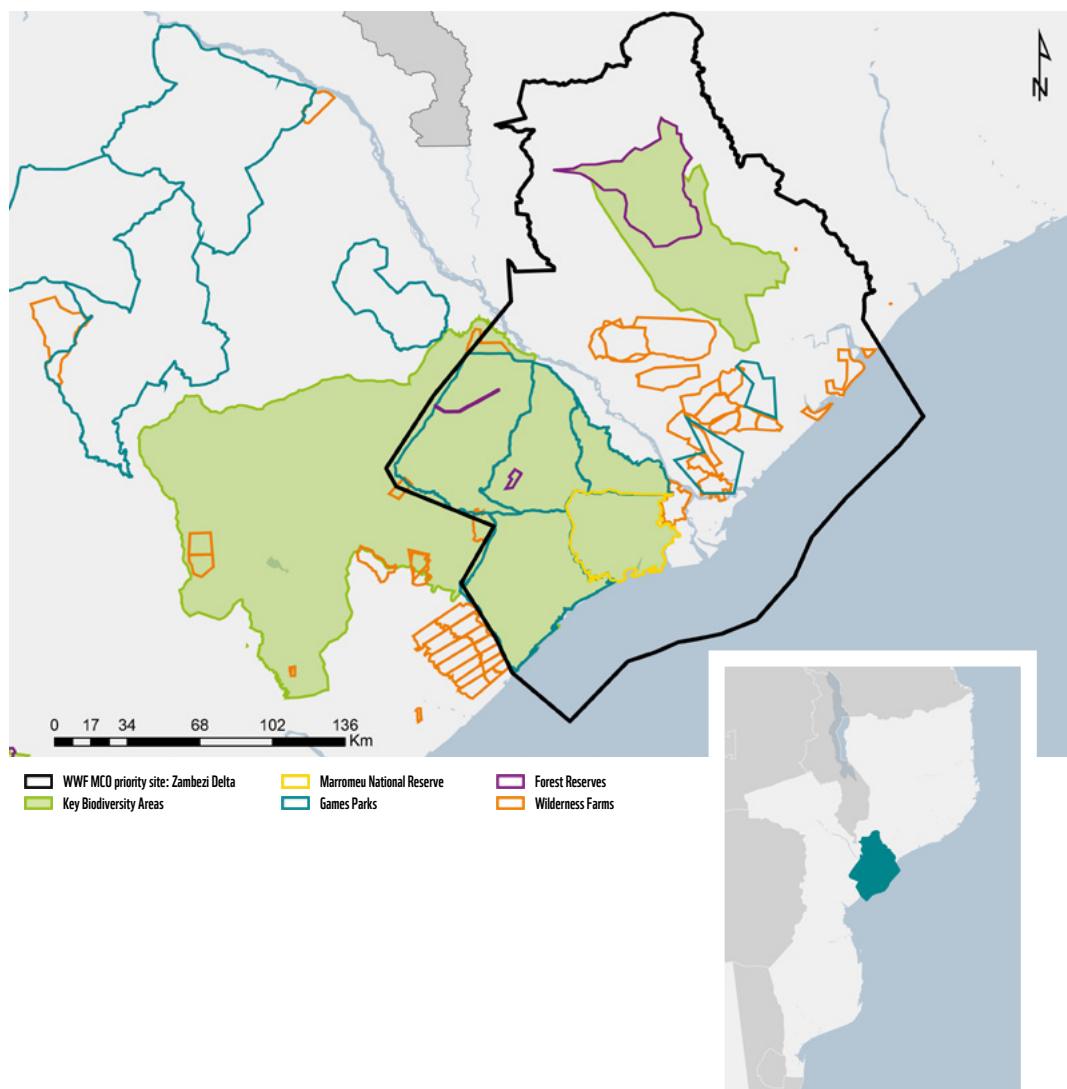 N
0 17 34 68 102 136
Km
WWF MCO priority site: Zambezi Delta
Key Biodiversity Areas
Marromeu National Reserve
Games Parks
Forest Reserves
Wilderness Farms